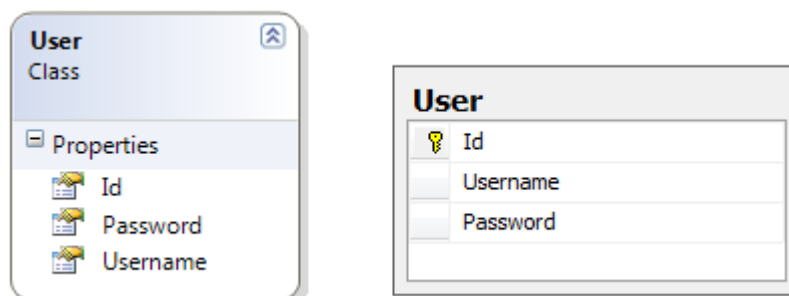 User
Class
Properties
Id
Password
Username
User
Id
Username
Password